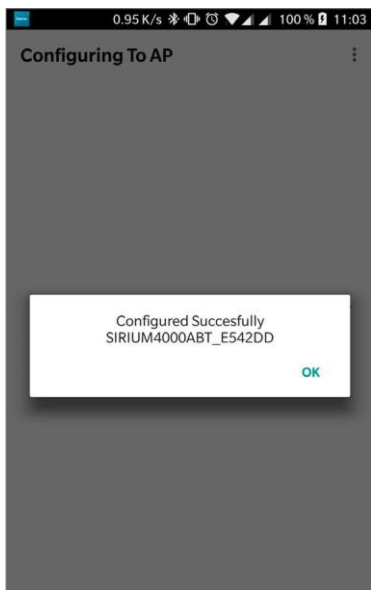 0.95 K/s 100 % 11:03
Configuring To AP
Configured Succesfully
SIRIUM4000ABT_E542DD
OK